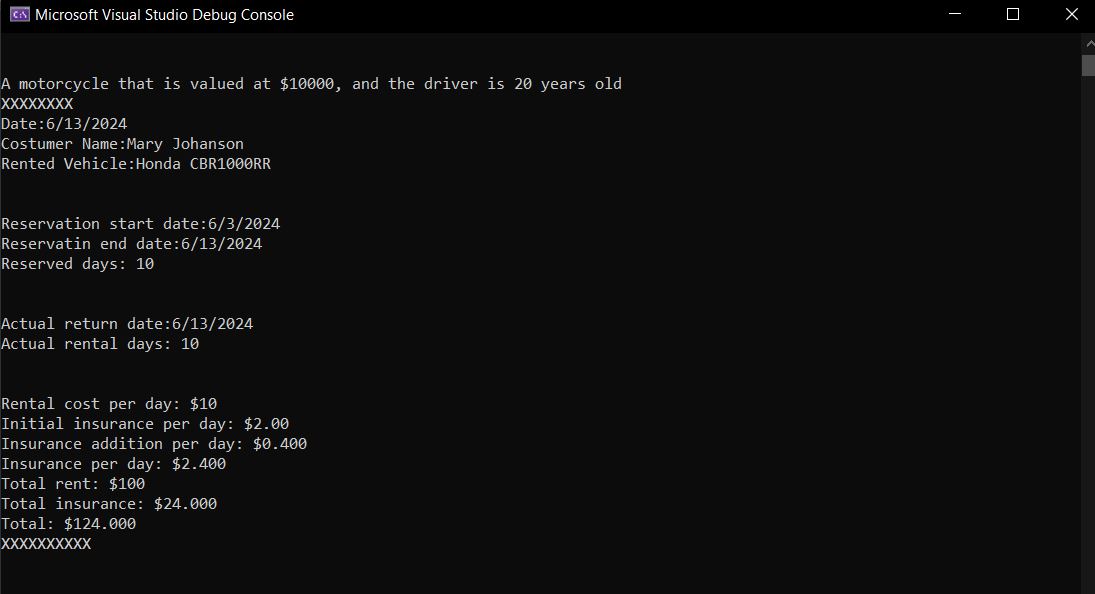 Microsoft Visual Studio Debug Console
A motorcycle that is valued at $10000, and the driver is 20 years old
XXXXXXXX
Date:6/13/2024
Costumer Name:Mary Johanson
Rented Vehicle:Honda CBR1000RR
Reservation start date:6/3/2024
Reservatin end date:6/13/2024
Reserved days: 10
Actual return date:6/13/2024
Actual rental days: 10
Rental cost per day: $10
Initial insurance per day: $2.00
Insurance addition per day: $0.400
Insurance per day: $2.400
Total rent: $100
Total insurance: $24.000
Total: $124.000
XXXXXXXXXX